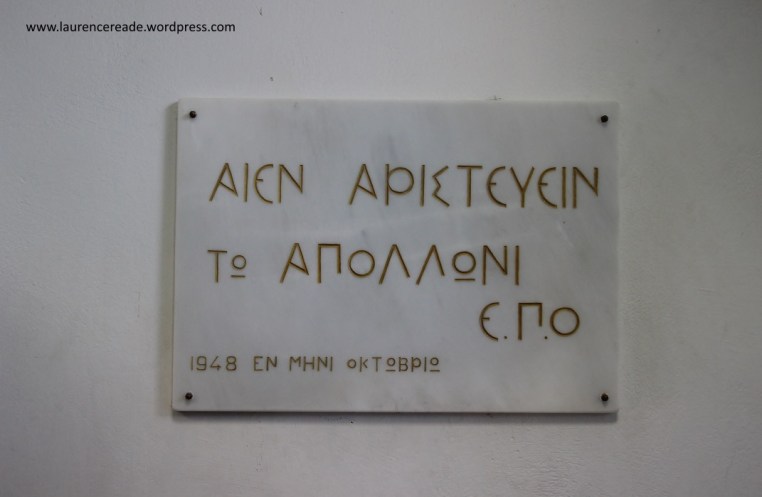 www.laurencereade.wordpress.com
ΑΙΕΝ ΑΡΙΣΤΕΥΕΙΝ
ΤΩ ΑΠΟΛΛΩΝΙ
Ε.Π.Ο
1948 ΕΝ ΜΗΝΙ ΟΚΤΩΒΡΙΩ